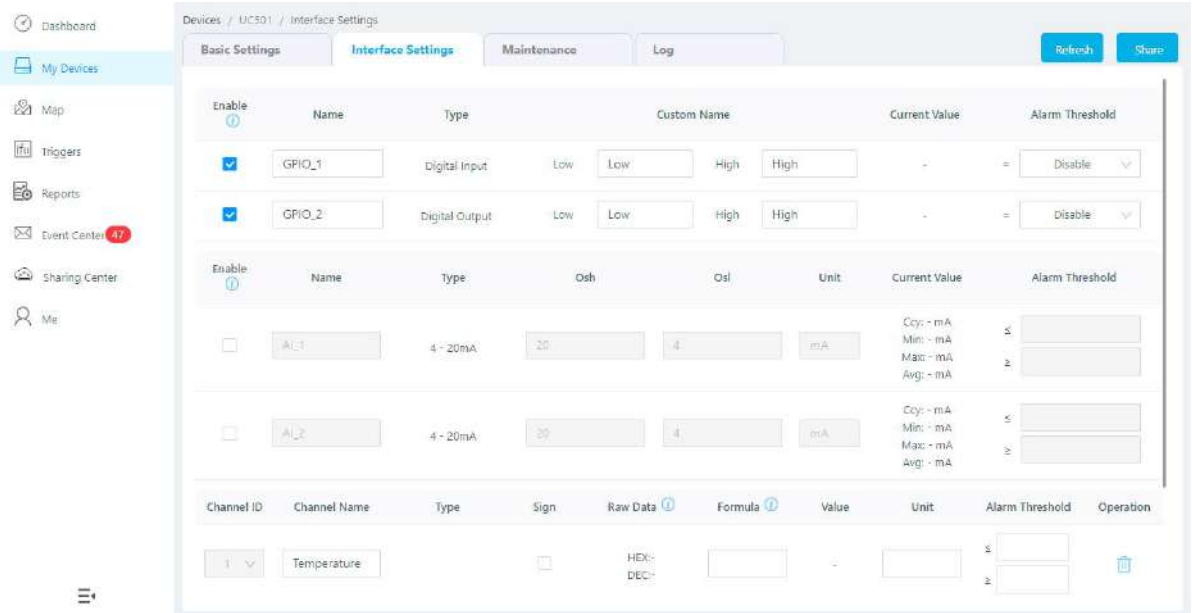 Dashboard
My Devices
Map
Triggers
Reports
Event Center 47
Sharing Center
Me
Devices / UC501 / Interface Settings
Basic Settings Interface Settings Maintenance Log Refresh Share
Enable Name Type Custom Name Current Value Alarm Threshold
GPIO_1 Digital Input Low Low High High - = Disable
GPIO_2 Digital Output Low Low High High - = Disable
Enable Name Type Osh Osl Unit Current Value Alarm Threshold
AI_1 4 - 20mA 20 4 mA
Ccy: - mA
Min: - mA
Max: - mA
Avg: - mA
≤
≥
AI_2 4 - 20mA 20 4 mA
Ccy: - mA
Min: - mA
Max: - mA
Avg: - mA
≤
≥
Channel ID Channel Name Type Sign Raw Data Formula Value Unit Alarm Threshold Operation
1 Temperature
HEX:-
DEC:-
-
≤
≥